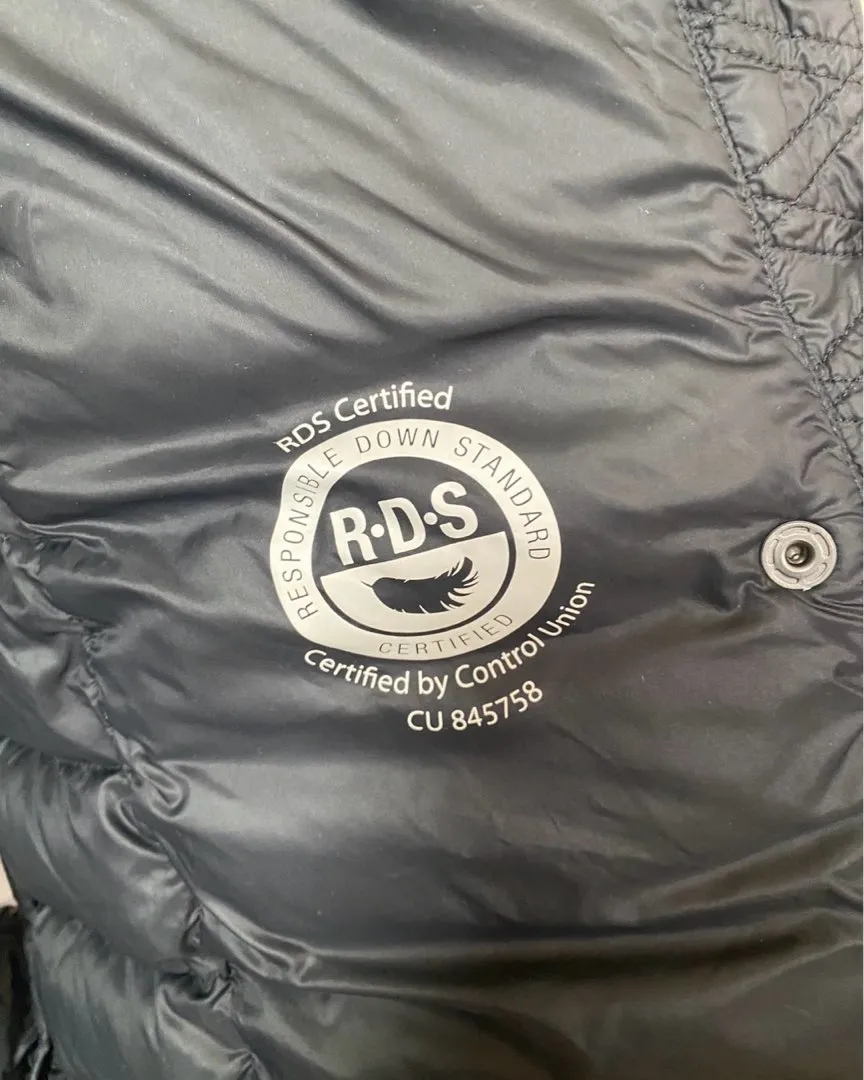 RDS Certified
RESPONSIBLE DOWN STANDARD
R·D·S
CERTIFIED
Certified by Control Union
CU 845758